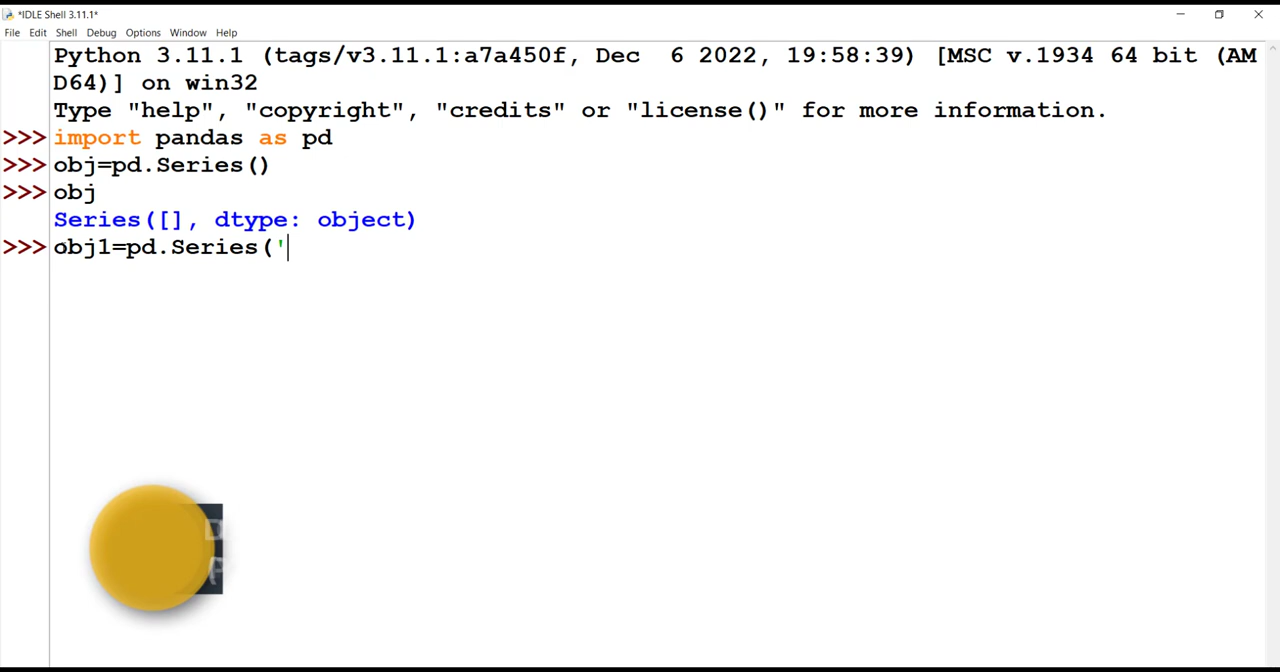 *IDLE Shell 3.11.1*
File Edit Shell Debug Options Window Help
Python 3.11.1 (tags/v3.11.1:a7a450f, Dec  6 2022, 19:58:39) [MSC v.1934 64 bit (AM
D64)] on win32
Type "help", "copyright", "credits" or "license()" for more information.
>>> import pandas as pd
>>> obj=pd.Series()
>>> obj
Series([], dtype: object)
>>> obj1=pd.Series('